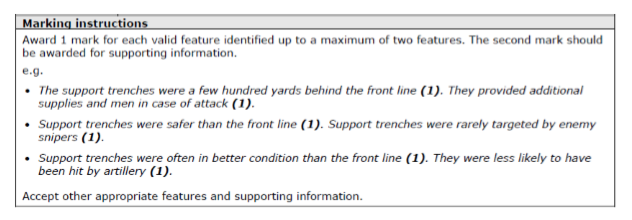 Marking instructions
Award 1 mark for each valid feature identified up to a maximum of two features. The second mark should
be awarded for supporting information.
e.g.
• The support trenches were a few hundred yards behind the front line (1). They provided additional
supplies and men in case of attack (1).
• Support trenches were safer than the front line (1). Support trenches were rarely targeted by enemy
snipers (1).
• Support trenches were often in better condition than the front line (1). They were less likely to have
been hit by artillery (1).
Accept other appropriate features and supporting information.